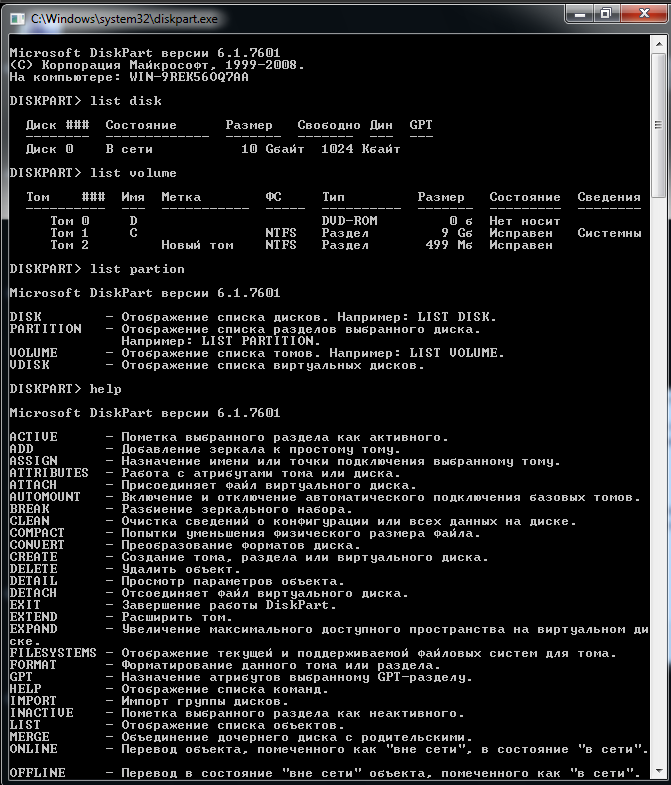 C:\Windows\system32\diskpart.exe
Microsoft DiskPart версии 6.1.7601
(C) Корпорация Майкрософт, 1999-2008.
На компьютере: WIN-9REK56OQ7AA
DISKPART> list disk
Диск ### Состояние Размер Свободно Дин GPT
-------- ------------- ------- ------- --- ---
Диск 0 В сети 10 Gбайт 1024 Kбайт
DISKPART> list volume
Том ### Имя Метка ФС Тип Размер Состояние Сведения
---------- --- ----------- ----- ---------- ------- --------- --------
Том 0 D DVD-ROM 0 б Нет носит
Том 1 C NTFS Раздел 9 Gб Исправен Системны
Том 2 Новый том NTFS Раздел 499 Mб Исправен
DISKPART> list partion
Microsoft DiskPart версии 6.1.7601
DISK - Отображение списка дисков. Например: LIST DISK.
PARTITION - Отображение списка разделов выбранного диска.
Например: LIST PARTITION.
VOLUME - Отображение списка томов. Например: LIST VOLUME.
VDISK - Отображение списка виртуальных дисков.
DISKPART> help
Microsoft DiskPart версии 6.1.7601
ACTIVE - Пометка выбранного раздела как активного.
ADD - Добавление зеркала к простому тому.
ASSIGN - Назначение имени или точки подключения выбранному тому.
ATTRIBUTES - Работа с атрибутами тома или диска.
ATTACH - Присоединяет файл виртуального диска.
AUTOMOUNT - Включение и отключение автоматического подключения базовых томов.
BREAK - Разбиение зеркального набора.
CLEAN - Очистка сведений о конфигурации или всех данных на диске.
COMPACT - Попытки уменьшения физического размера файла.
CONVERT - Преобразование форматов диска.
CREATE - Создание тома, раздела или виртуального диска.
DELETE - Удалить объект.
DETAIL - Просмотр параметров объекта.
DETACH - Отсоединяет файл виртуального диска.
EXIT - Завершение работы DiskPart.
EXTEND - Расширить том.
EXPAND - Увеличение максимального доступного пространства на виртуальном ди
ске.
FILESYSTEMS - Отображение текущей и поддерживаемой файловых систем для тома.
FORMAT - Форматирование данного тома или раздела.
GPT - Назначение атрибутов выбранному GPT-разделу.
HELP - Отображение списка команд.
IMPORT - Импорт группы дисков.
INACTIVE - Пометка выбранного раздела как неактивного.
LIST - Отображение списка объектов.
MERGE - Объединение дочернего диска с родительскими.
ONLINE - Перевод объекта, помеченного как "вне сети", в состояние "в сети".
OFFLINE - Перевод в состояние "вне сети" объекта, помеченного как "в сети".